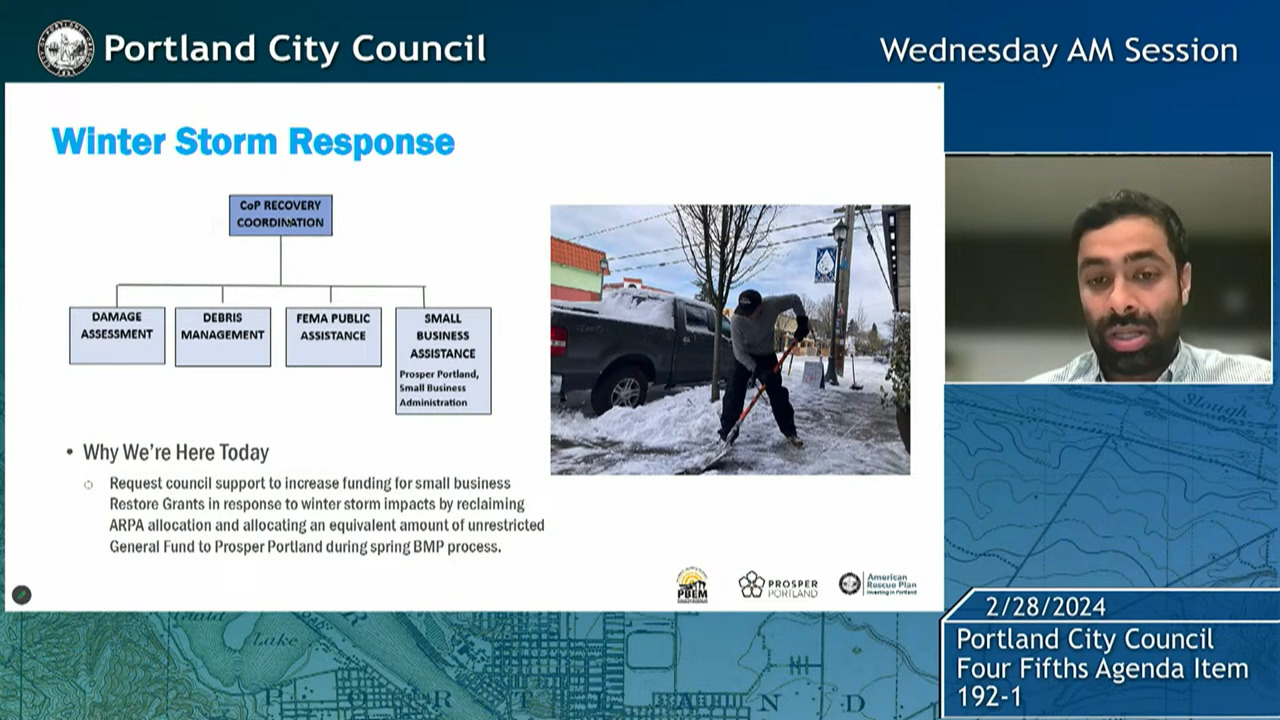 Portland City Council
Wednesday AM Session
Winter Storm Response
CoP RECOVERY
COORDINATION
DAMAGE
ASSESSMENT
DEBRIS
MANAGEMENT
FEMA PUBLIC
ASSISTANCE
SMALL
BUSINESS
ASSISTANCE
Prosper Portland,
Small Business
Administration
• Why We're Here Today
Request council support to increase funding for small business
Restore Grants in response to winter storm impacts by reclaiming
ARPA allocation and allocating an equivalent amount of unrestricted
General Fund to Prosper Portland during spring BMP process.
PBEM
PROSPER
PORTLAND
American
Rescue Plan
Investing in Portland
Slough
2/28/2024
Portland City Council
Four Fifths Agenda Item
192-1
Guild
Lake
P O R T L A N D